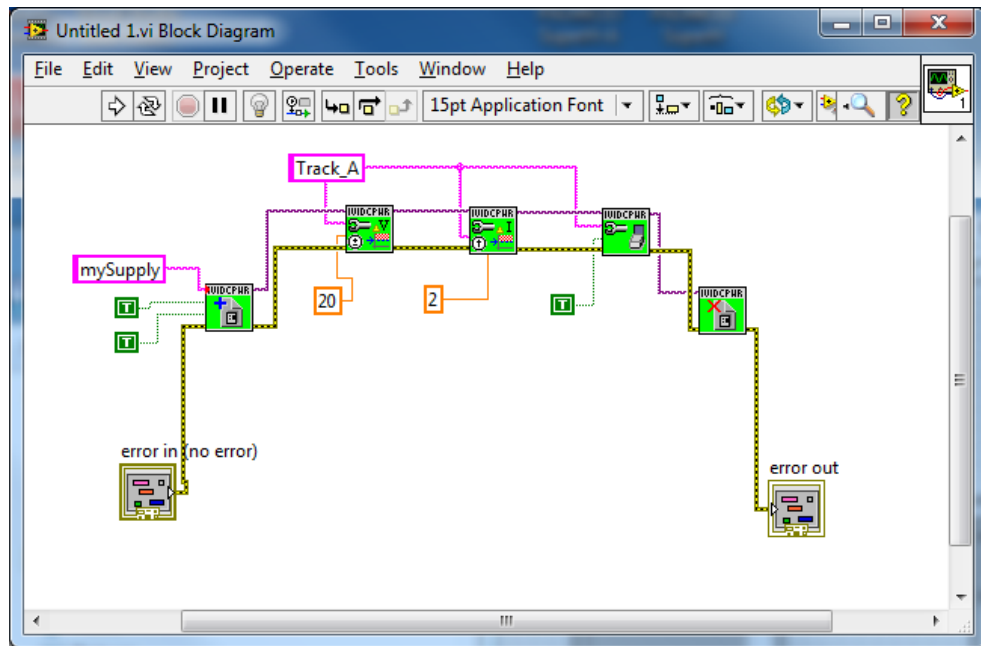 Untitled 1.vi Block Diagram
File Edit View Project Operate Tools Window Help
15pt Application Font
1
Track_A
IVIDCPWR V
IVIDCPWR I
IVIDCPWR
mySupply
IVIDCPWR
20
2
T
T
T
IVIDCPWR
error in (no error)
error out